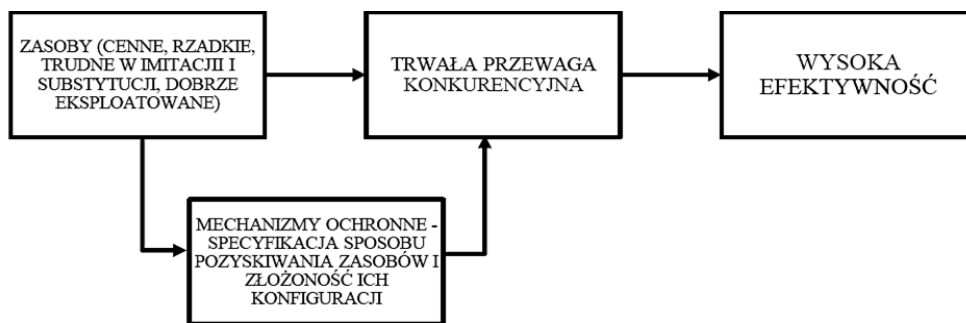 ZASOBY (CENNE, RZADKIE,
TRUDNE W IMITACJII I
SUBSTYTUCJI, DOBRZE
EKSPLOATOWANE)
TRWAŁA PRZEWAGA
KONKURENCYJNA
WYSOKA
EFEKTYWNOŚĆ
MECHANIZMY OCHRONNE -
SPECYFIKACJA SPOSOBU
POZYSKIWANIA ZASOBÓW I
ZŁOŻONOŚĆ ICH
KONFIGURACJI